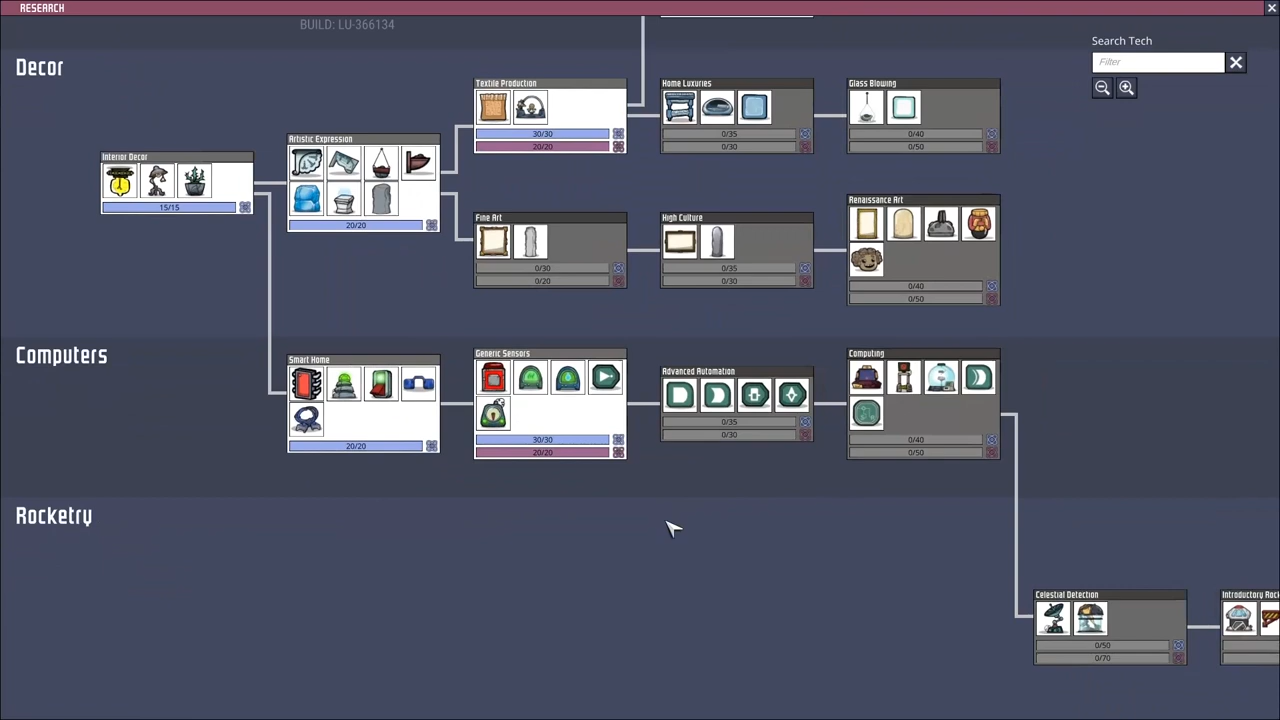 RESEARCH
BUILD: LU-366134
Search Tech
Filter
Decor
Interior Decor
15/15
Artistic Expression
20/20
Textile Production
30/30
20/20
Home Luxuries
0/35
0/30
Glass Blowing
0/40
0/50
Fine Art
0/30
0/20
High Culture
0/35
0/30
Renaissance Art
0/40
0/50
Computers
Smart Home
20/20
Generic Sensors
30/30
20/20
Advanced Automation
0/35
0/30
Computing
0/40
0/50
Rocketry
Celestial Detection
0/50
0/70
Introductory Roc